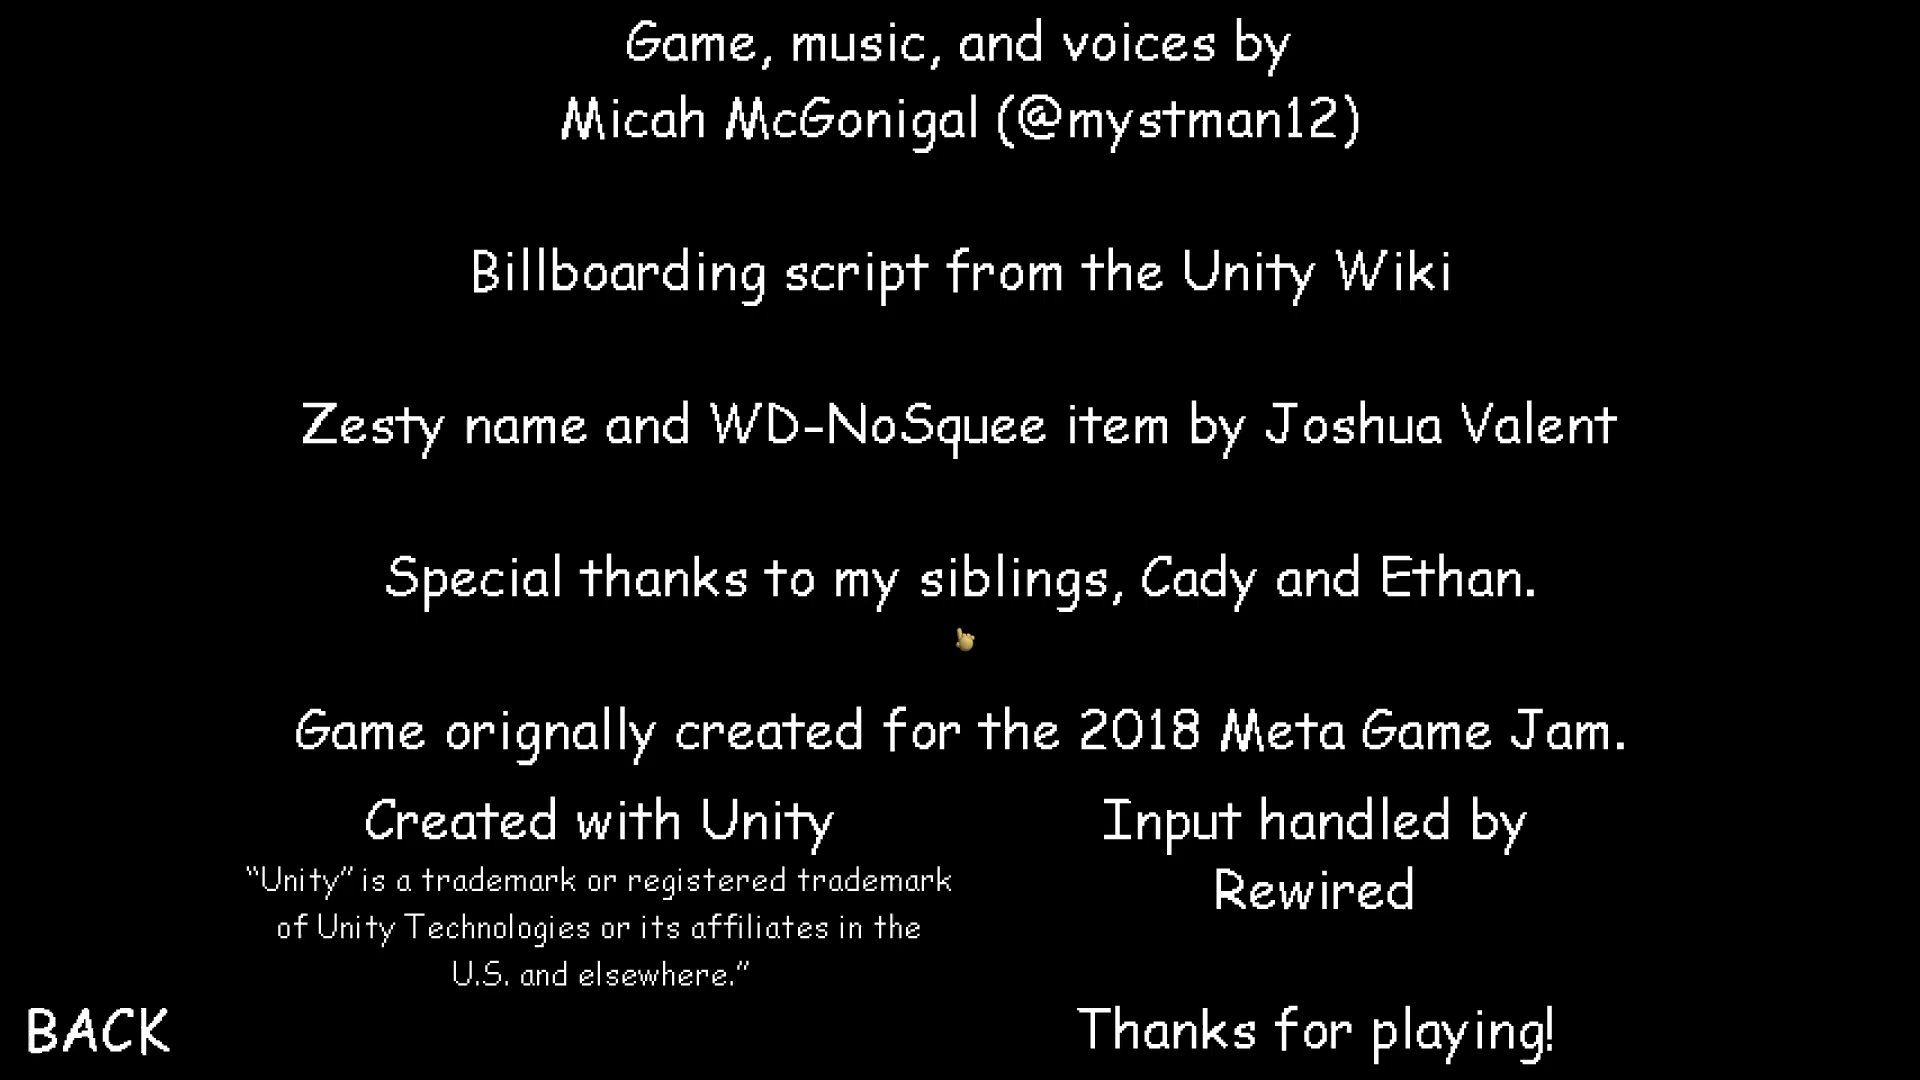 Game, music, and voices by
Micah McGonigal (@mystman12)
Billboarding script from the Unity Wiki
Zesty name and WD-NoSquee item by Joshua Valent
Special thanks to my siblings, Cady and Ethan.
Game orignally created for the 2018 Meta Game Jam.
Created with Unity
“Unity” is a trademark or registered trademark
of Unity Technologies or its affiliates in the
U.S. and elsewhere.”
Input handled by
Rewired
Thanks for playing!
BACK